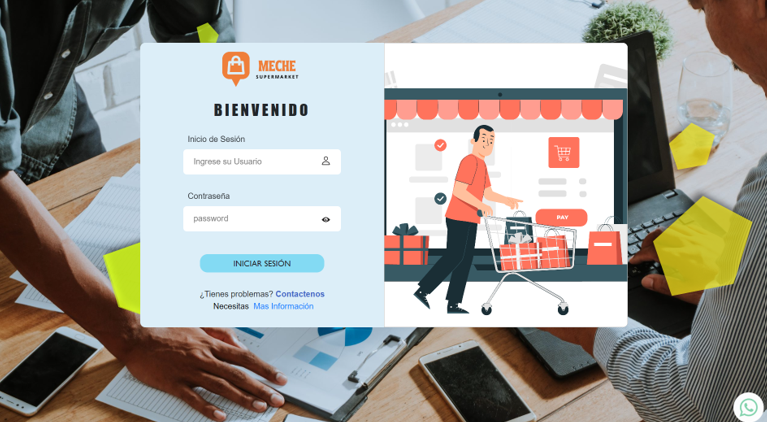 MECHE
SUPERMARKET
BIENVENIDO
Inicio de Sesión
Ingrese su Usuario
Contraseña
password
INICIAR SESIÓN
¿Tienes problemas? Contactenos
Necesitas Mas Información
PAY